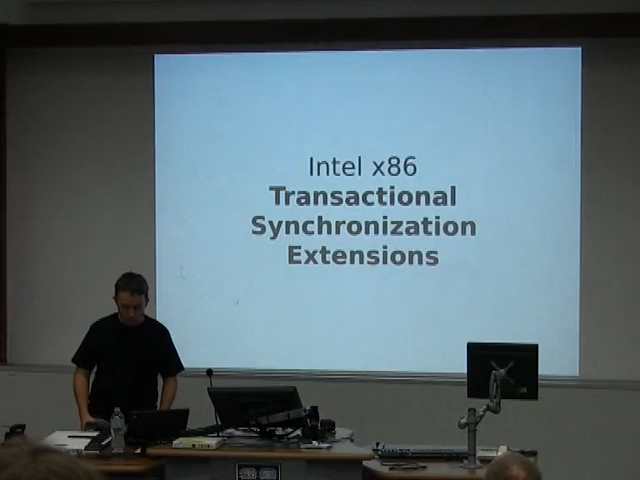 Intel x86
Transactional
Synchronization
Extensions